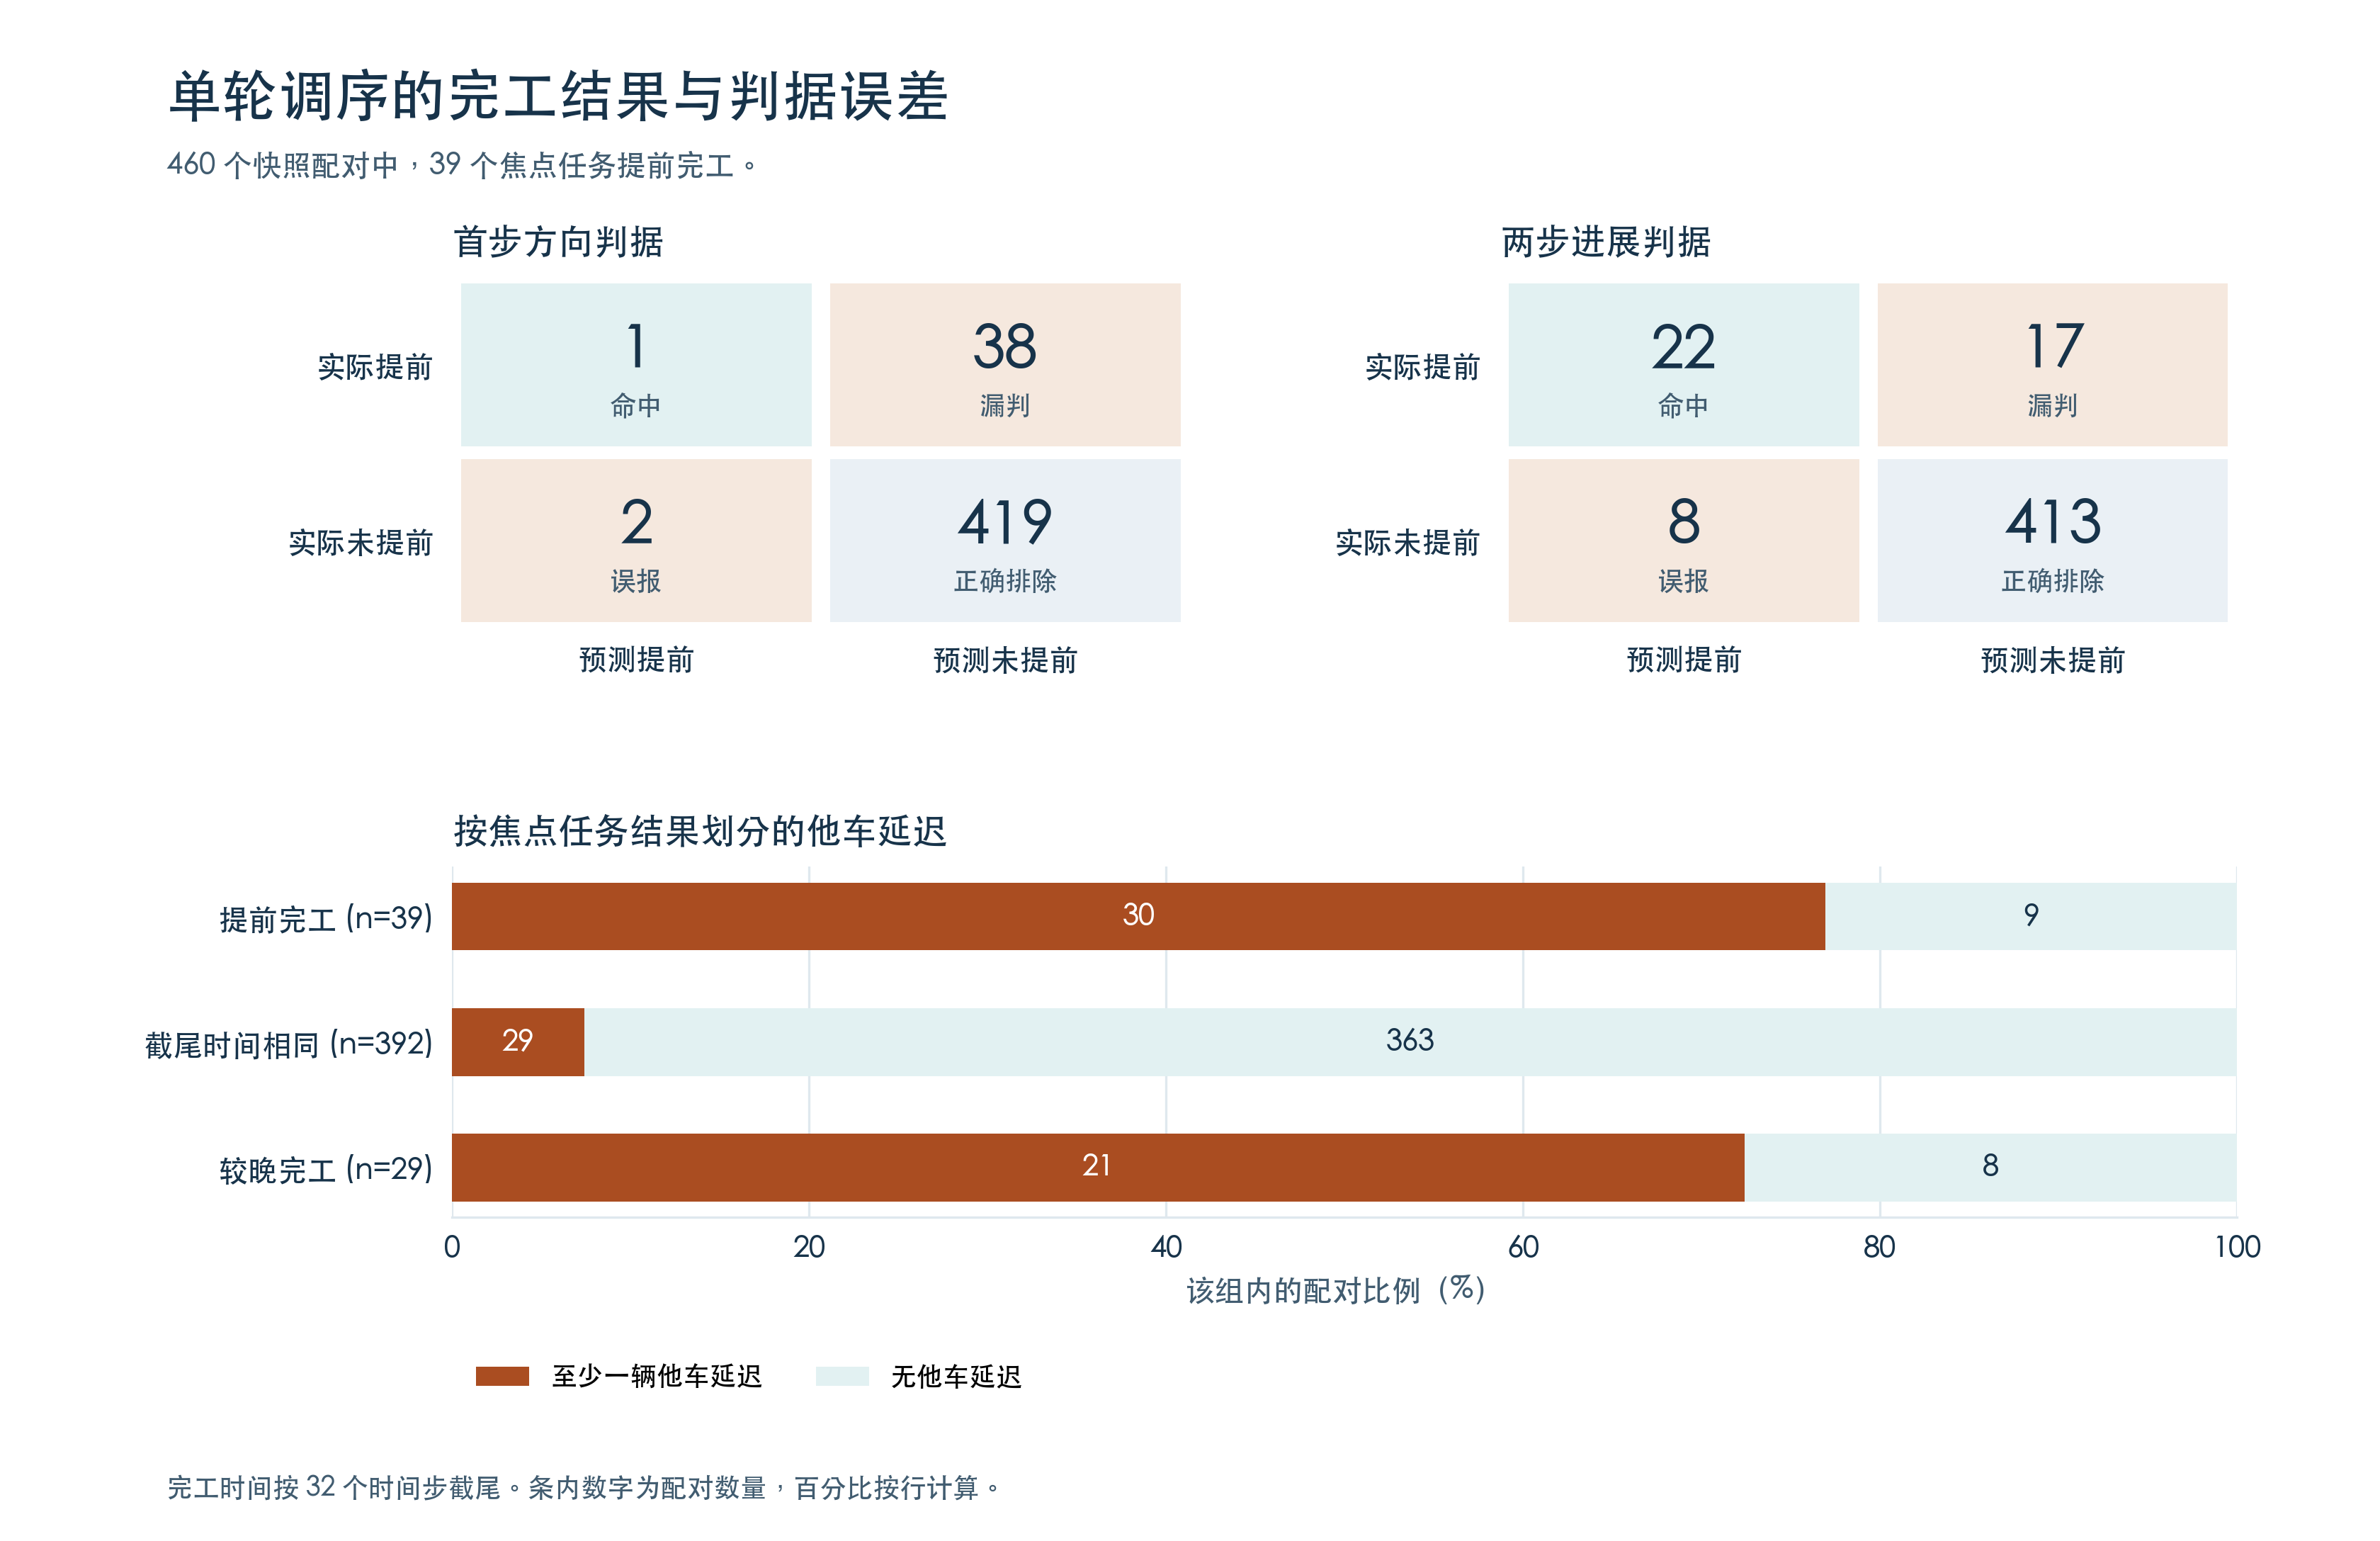 单轮调序的完工结果与判据误差
460 个快照配对中，39 个焦点任务提前完工。
首步方向判据
实际提前
1
命中
38
漏判
实际未提前
2
误报
419
正确排除
预测提前
预测未提前
两步进展判据
实际提前
22
命中
17
漏判
实际未提前
8
误报
413
正确排除
预测提前
预测未提前
按焦点任务结果划分的他车延迟
提前完工 (n=39)
30
9
截尾时间相同 (n=392)
29
363
较晚完工 (n=29)
21
8
0 20 40 60 80 100
该组内的配对比例（%）
至少一辆他车延迟
无他车延迟
完工时间按 32 个时间步截尾。条内数字为配对数量，百分比按行计算。